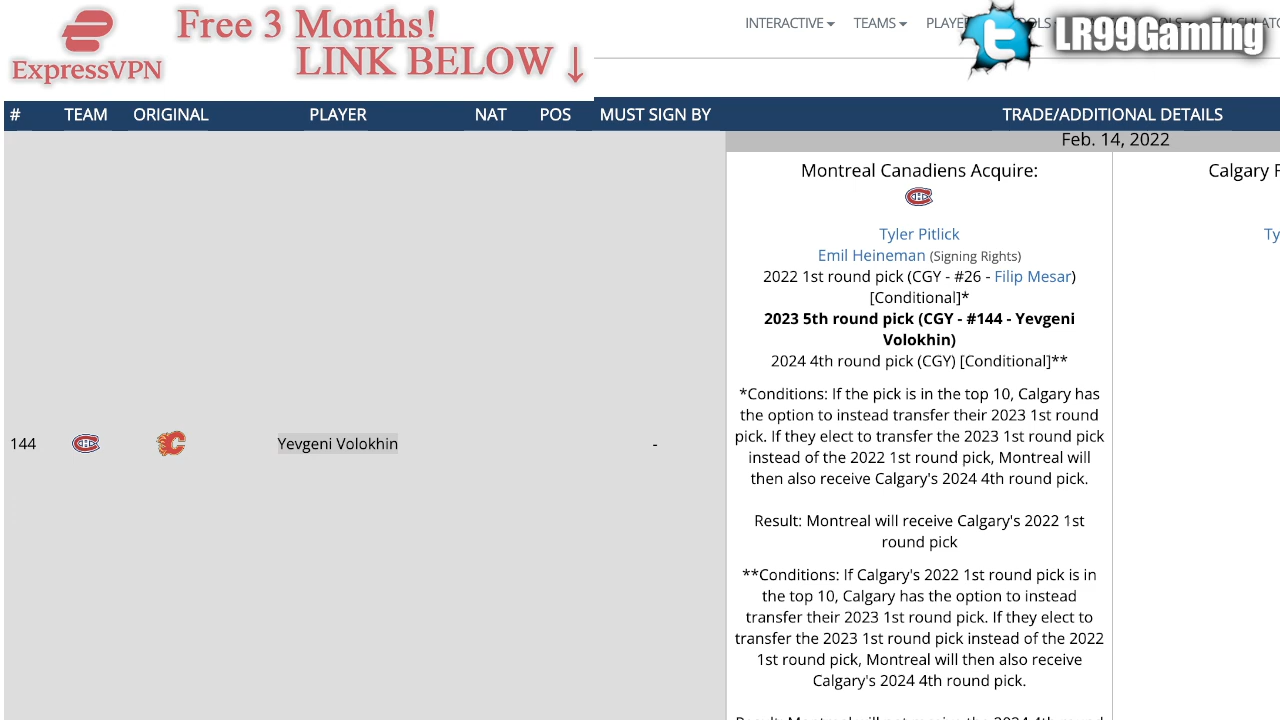 ExpressVPN
Free 3 Months!
LINK BELOW ↓
INTERACTIVE TEAMS
LR99Gaming
# TEAM ORIGINAL PLAYER NAT POS MUST SIGN BY TRADE/ADDITIONAL DETAILS
Feb. 14, 2022
Montreal Canadiens Acquire:
Calgary F
Tyler Pitlick
Ty
Emil Heineman (Signing Rights)
2022 1st round pick (CGY - #26 - Filip Mesar)
[Conditional]*
2023 5th round pick (CGY - #144 - Yevgeni
Volokhin)
2024 4th round pick (CGY) [Conditional]**
*Conditions: If the pick is in the top 10, Calgary has
the option to instead transfer their 2023 1st round
pick. If they elect to transfer the 2023 1st round pick
instead of the 2022 1st round pick, Montreal will
then also receive Calgary's 2024 4th round pick.
144 Yevgeni Volokhin -
Result: Montreal will receive Calgary's 2022 1st
round pick
**Conditions: If Calgary's 2022 1st round pick is in
the top 10, Calgary has the option to instead
transfer their 2023 1st round pick. If they elect to
transfer the 2023 1st round pick instead of the 2022
1st round pick, Montreal will then also receive
Calgary's 2024 4th round pick.